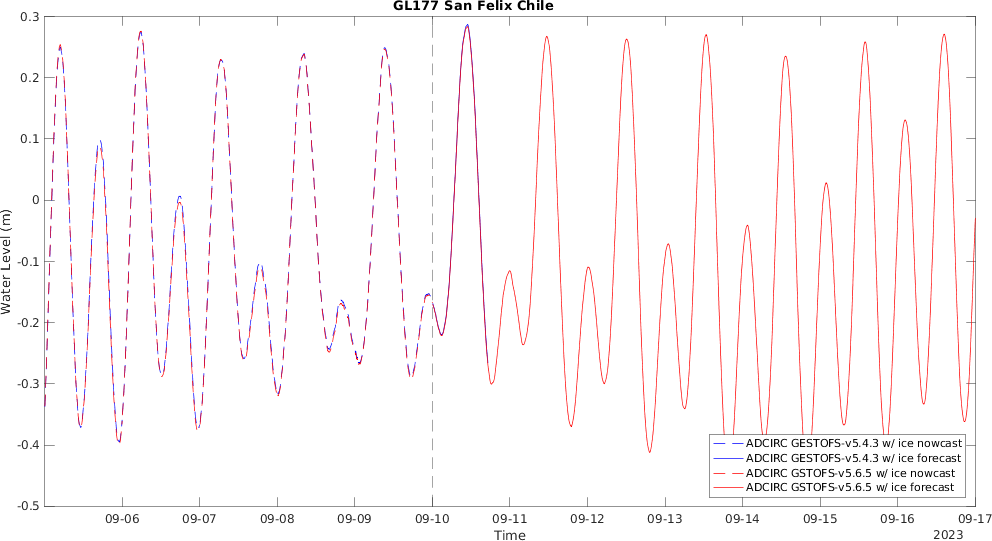 GL177 San Felix Chile
0.3
0.2
0.1
0
-0.1
-0.2
-0.3
-0.4
-0.5
Water Level (m)
ADCIRC GESTOFS-v5.4.3 w/ ice nowcast
ADCIRC GESTOFS-v5.4.3 w/ ice forecast
ADCIRC GSTOFS-v5.6.5 w/ ice nowcast
ADCIRC GSTOFS-v5.6.5 w/ ice forecast
09-06 09-07 09-08 09-09 09-10 09-11 09-12 09-13 09-14 09-15 09-16 09-17
Time
2023